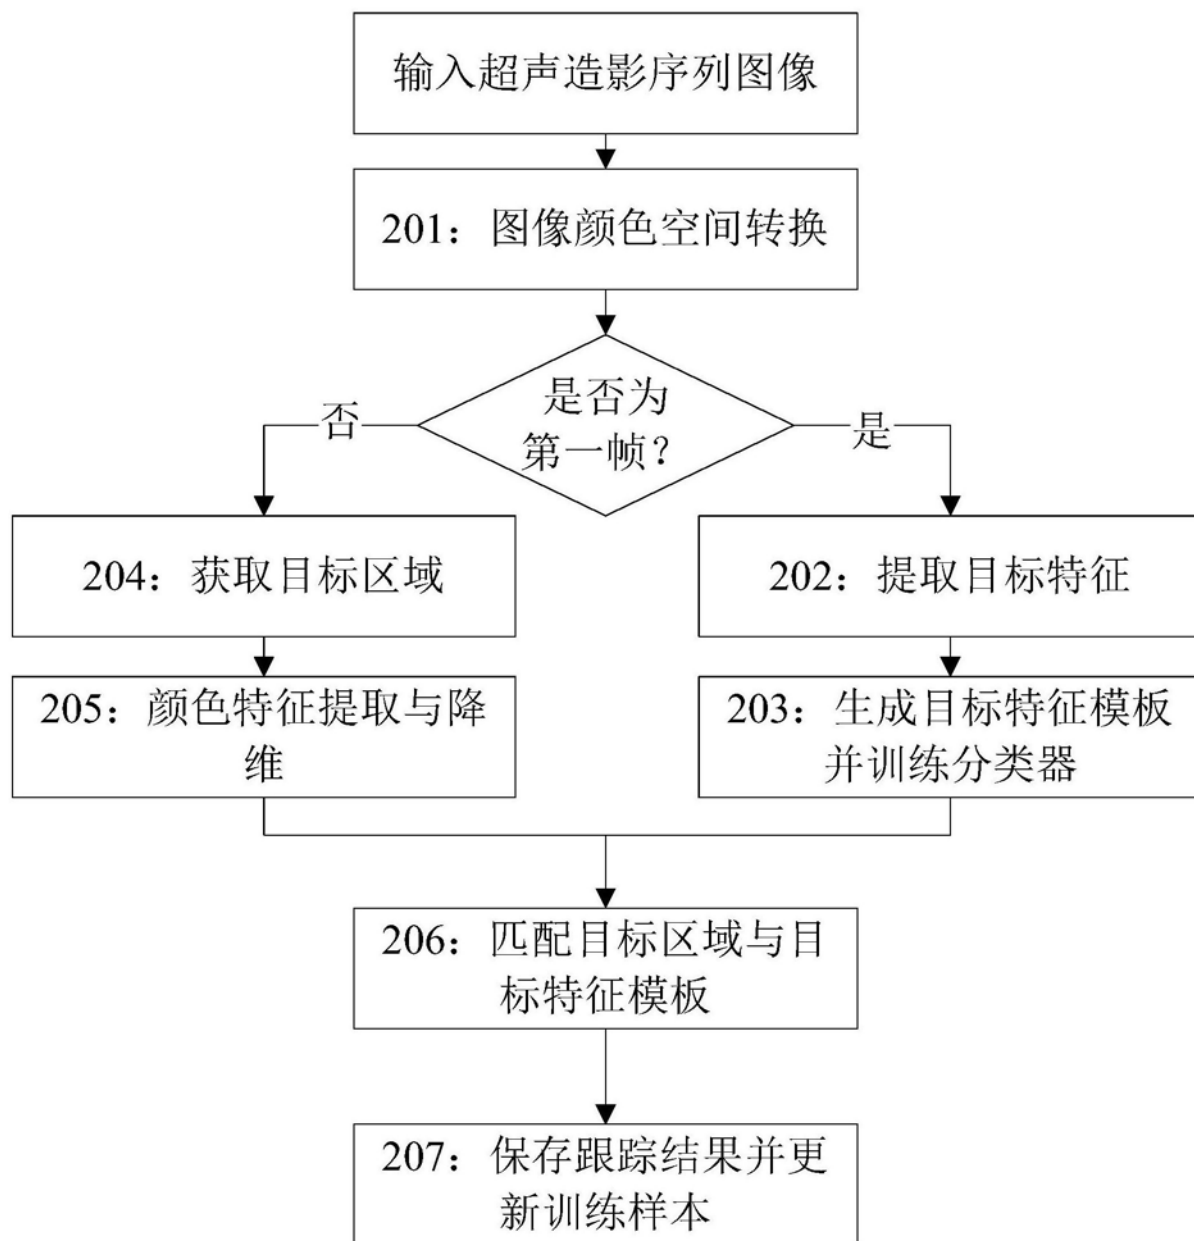 输入超声造影序列图像
201：图像颜色空间转换
是否为
第一帧？
否
是
204：获取目标区域
202：提取目标特征
205：颜色特征提取与降
维
203：生成目标特征模板
并训练分类器
206：匹配目标区域与目
标特征模板
207：保存跟踪结果并更
新训练样本